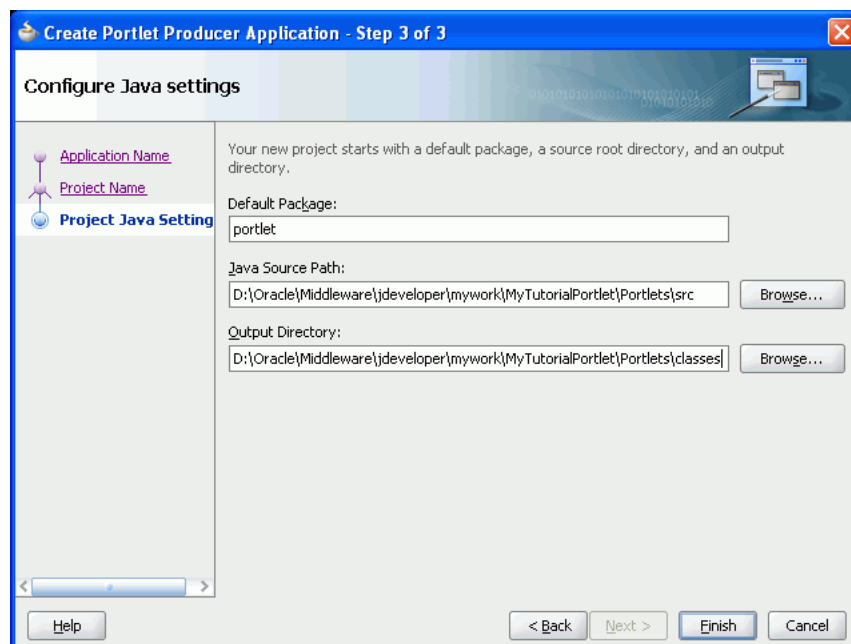 Create Portlet Producer Application - Step 3 of 3
Configure Java settings
Application Name
Project Name
Project Java Setting
Your new project starts with a default package, a source root directory, and an output
directory.
Default Package:
portlet
Java Source Path:
D:\Oracle\Middleware\jdeveloper\mywork\MyTutorialPortlet\Portlets\src
Browse...
Output Directory:
D:\Oracle\Middleware\jdeveloper\mywork\MyTutorialPortlet\Portlets\classes
Browse...
Help
< Back
Next >
Finish
Cancel